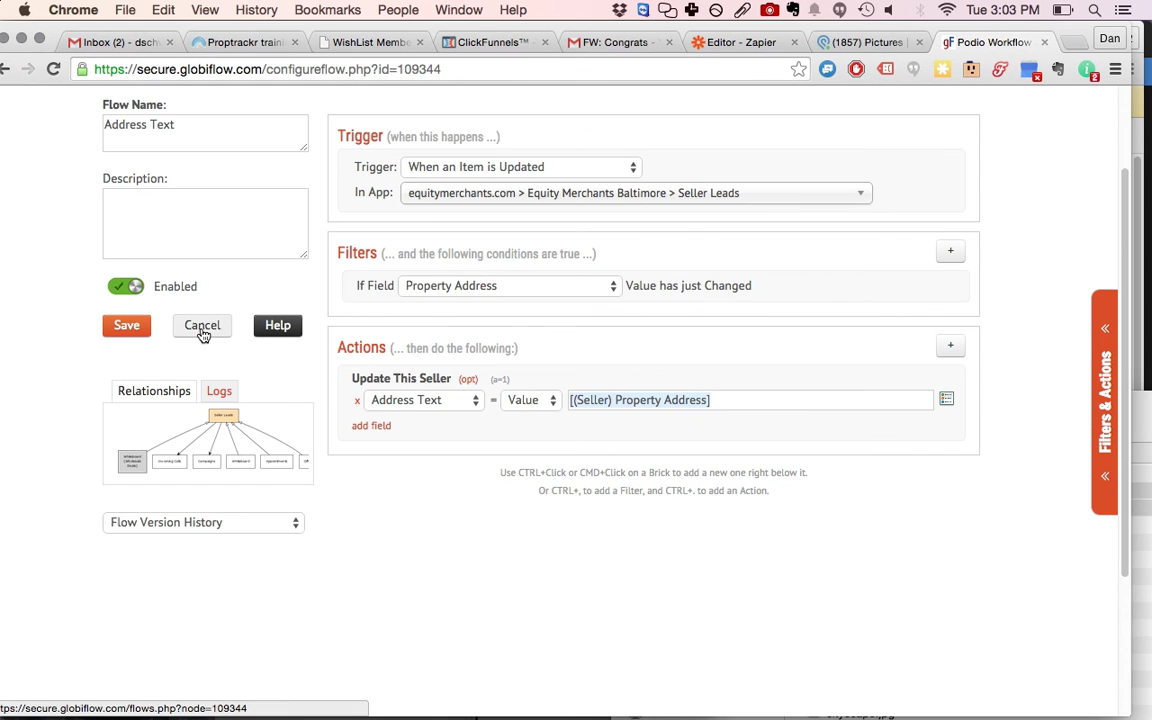 Chrome File Edit View History Bookmarks People Window Help Tue 3:03 PM
Inbox (2) - dsch Proptrackr train WishList Membe ClickFunnels™ - FW: Congrats - Editor - Zapier (1857) Pictures Podio Workflow Dan
https://secure.globiflow.com/configureflow.php?id=109344
Flow Name:
Address Text
Trigger (when this happens ...)
Trigger: When an Item is Updated
Description:
In App: equitymerchants.com > Equity Merchants Baltimore > Seller Leads
Filters (... and the following conditions are true ...) +
Enabled
If Field Property Address Value has just Changed
Save Cancel Help
Actions (... then do the following:) +
Update This Seller (opt) (a=1)
Relationships Logs
x Address Text = Value [(Seller) Property Address]
add field
Seller Leads
Filters & Actions
Use CTRL+Click or CMD+Click on a Brick to add a new one right below it.
Or CTRL+, to add a Filter, and CTRL+. to add an Action.
Flow Version History
ttps://secure.globiflow.com/flows.php?node=109344